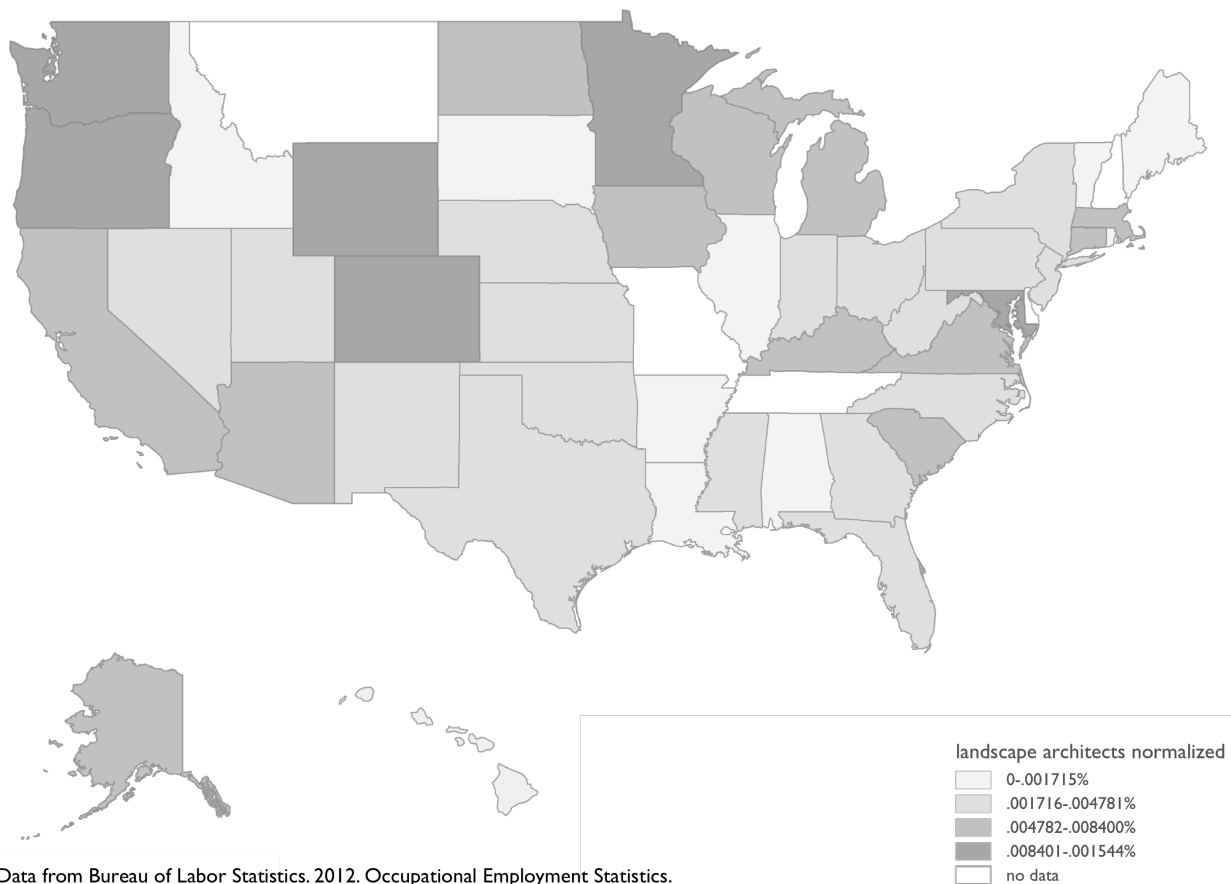 landscape architects normalized
0-.001715%
.001716-.004781%
.004782-.008400%
.008401-.001544%
no data
Data from Bureau of Labor Statistics. 2012. Occupational Employment Statistics.